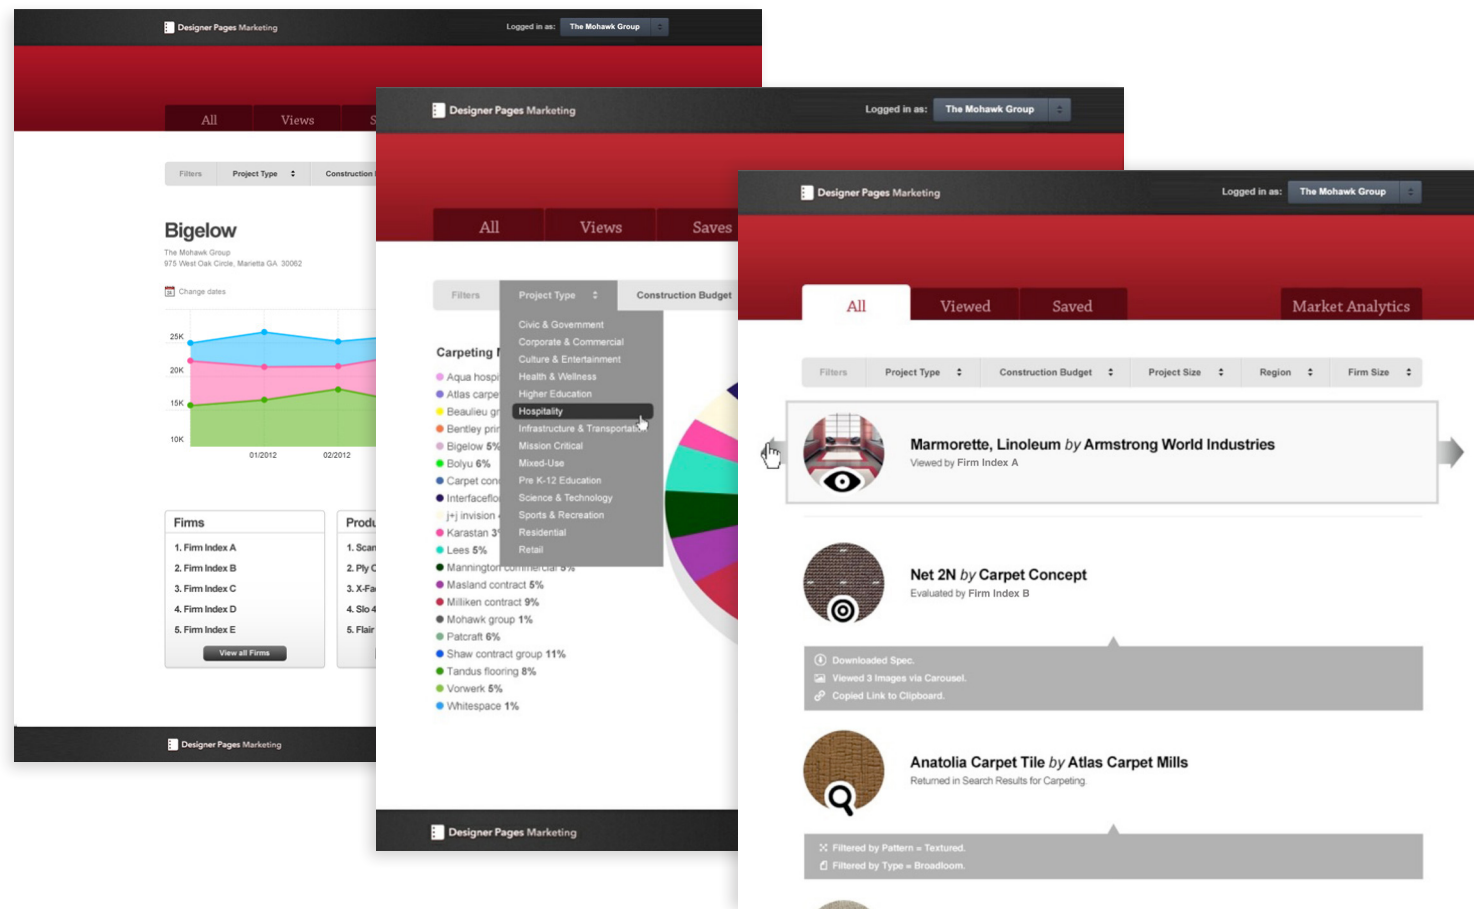 Designer Pages Marketing
Logged in as: The Mohawk Group
All Views S
Filters Project Type Construction
Bigelow
The Mohawk Group
975 West Oak Circle, Marietta GA 30062
Change dates
25K
20K
15K
10K
01/2012 02/2012
Firms
1. Firm Index A
2. Firm Index B
3. Firm Index C
4. Firm Index D
5. Firm Index E
View all Firms
Produ
1. Scan
2. Ply C
3. X-Fa
4. Slo 4
5. Flair
Designer Pages Marketing
Designer Pages Marketing
Logged in as: The Mohawk Group
All Views Saves
Filters Project Type Construction Budget
Civic & Government
Corporate & Commercial
Culture & Entertainment
Health & Wellness
Higher Education
Hospitality
Infrastructure & Transportation
Mission Critical
Mixed-Use
Pre K-12 Education
Science & Technology
Sports & Recreation
Residential
Retail
Carpeting
Aqua hospi
Atlas carpe
Beaulieu gr
Bentley prin
Bigelow 5%
Bolyu 6%
Carpet conc
Interfaceflo
j+j invision
Karastan 3%
Lees 5%
Mannington commercial 5%
Masland contract 5%
Milliken contract 9%
Mohawk group 1%
Patcraft 6%
Shaw contract group 11%
Tandus flooring 8%
Vorwerk 5%
Whitespace 1%
Designer Pages Marketing
Designer Pages Marketing
Logged in as: The Mohawk Group
All Viewed Saved Market Analytics
Filters Project Type Construction Budget Project Size Region Firm Size
Marmorette, Linoleum by Armstrong World Industries
Viewed by Firm Index A
Net 2N by Carpet Concept
Evaluated by Firm Index B
Downloaded Spec.
Viewed 3 Images via Carousel.
Copied Link to Clipboard.
Anatolia Carpet Tile by Atlas Carpet Mills
Returned in Search Results for Carpeting.
Filtered by Pattern = Textured.
Filtered by Type = Broadloom.